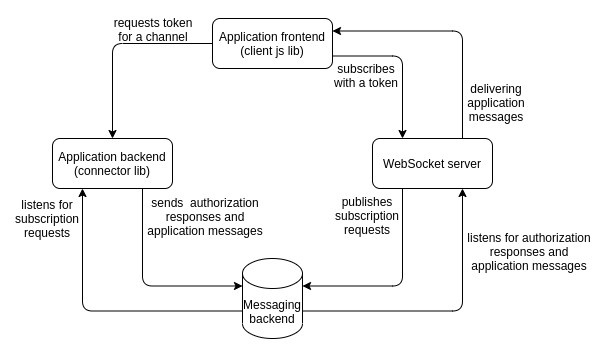 requests token
for a channel
Application frontend
(client js lib)
subscribes
with a token
delivering
application
messages
Application backend
(connector lib)
WebSocket server
listens for
subscription
requests
sends authorization
responses and
application messages
publishes
subscription
requests
listens for authorization
responses and
application messages
Messaging
backend